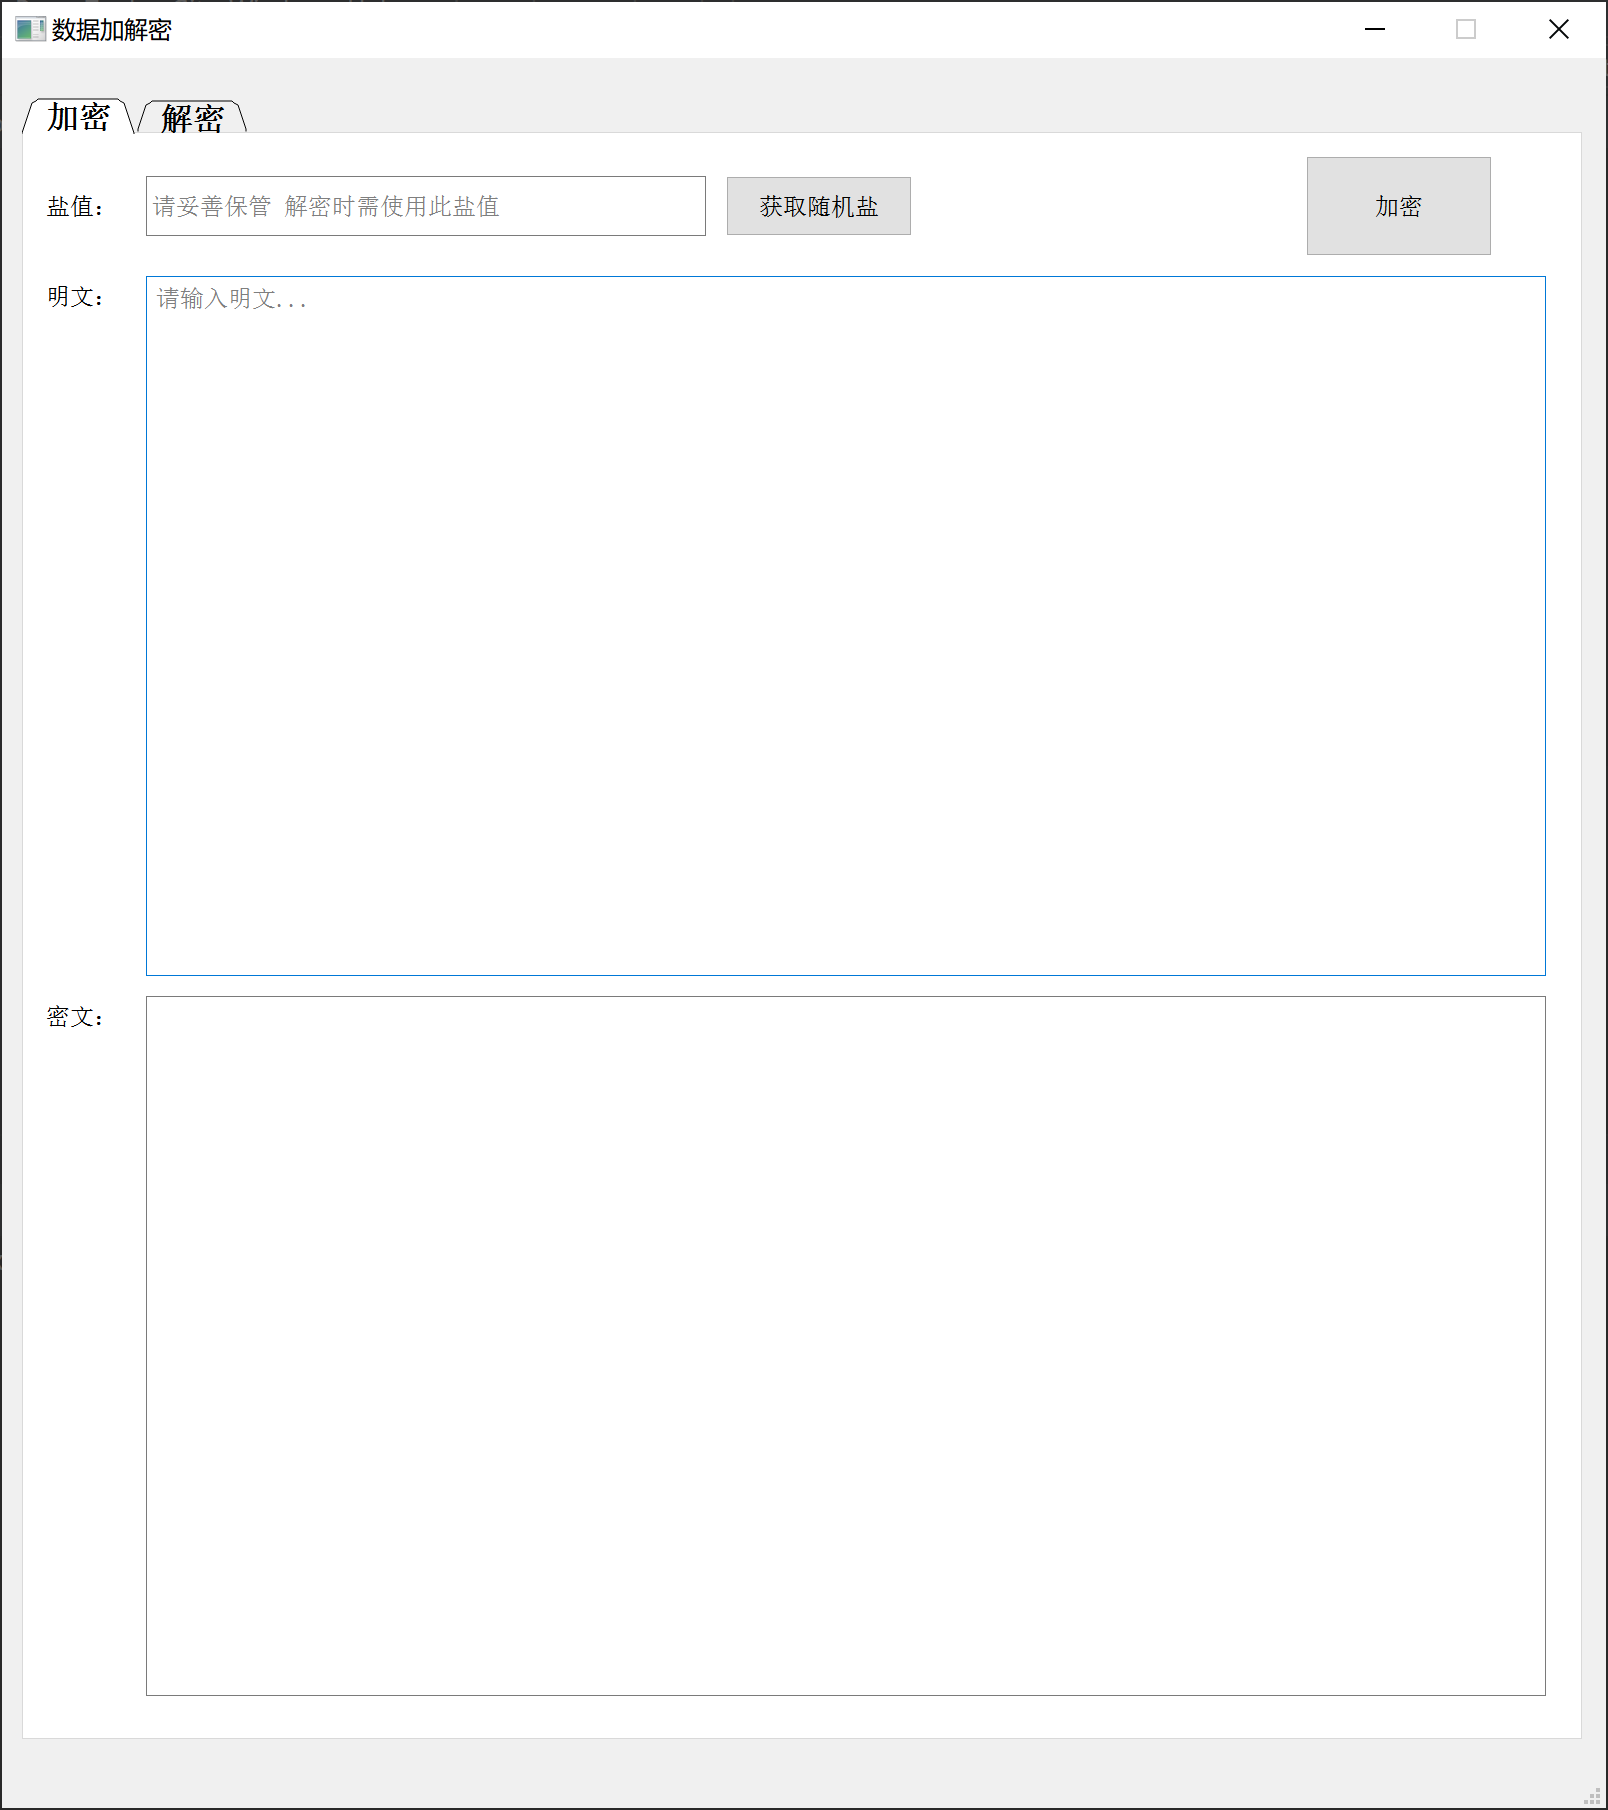 数据加解密
加密 解密
盐值: 请妥善保管 解密时需使用此盐值 获取随机盐 加密
明文: 请输入明文...
密文: